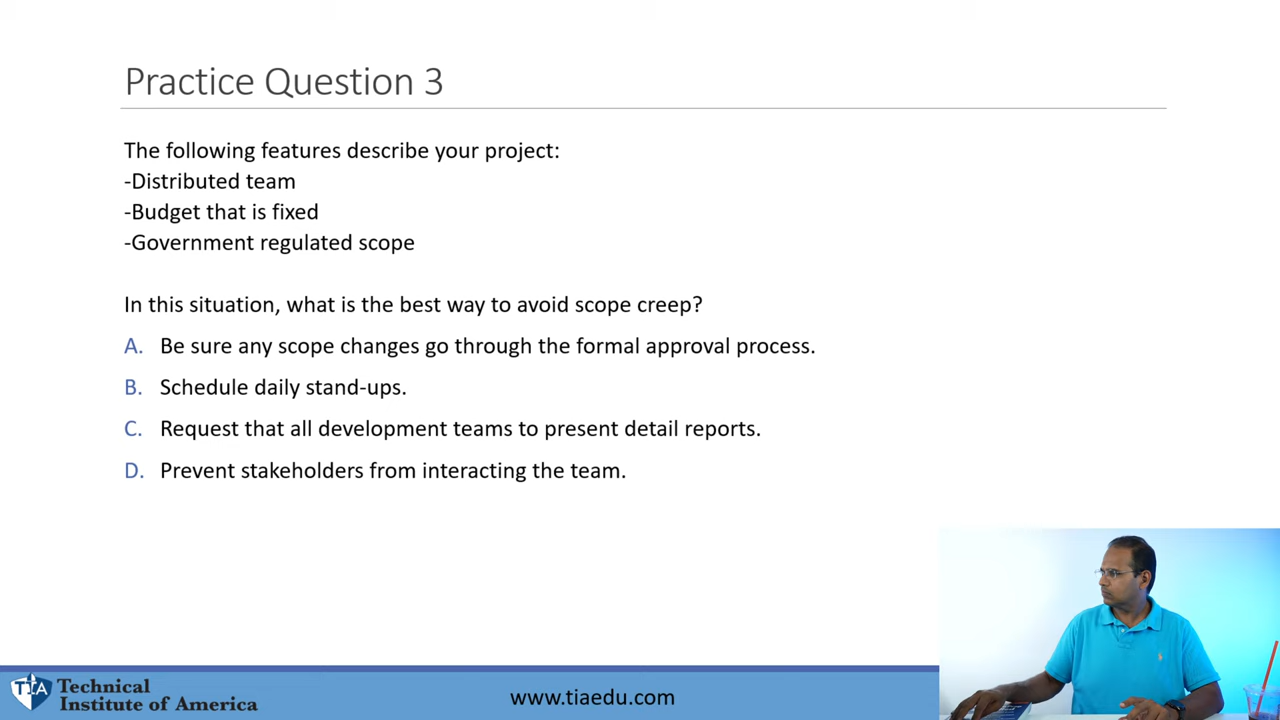 Practice Question 3
The following features describe your project:
-Distributed team
-Budget that is fixed
-Government regulated scope
In this situation, what is the best way to avoid scope creep?
A. Be sure any scope changes go through the formal approval process.
B. Schedule daily stand-ups.
C. Request that all development teams to present detail reports.
D. Prevent stakeholders from interacting the team.
TIA
Technical
Institute of America
www.tiaedu.com